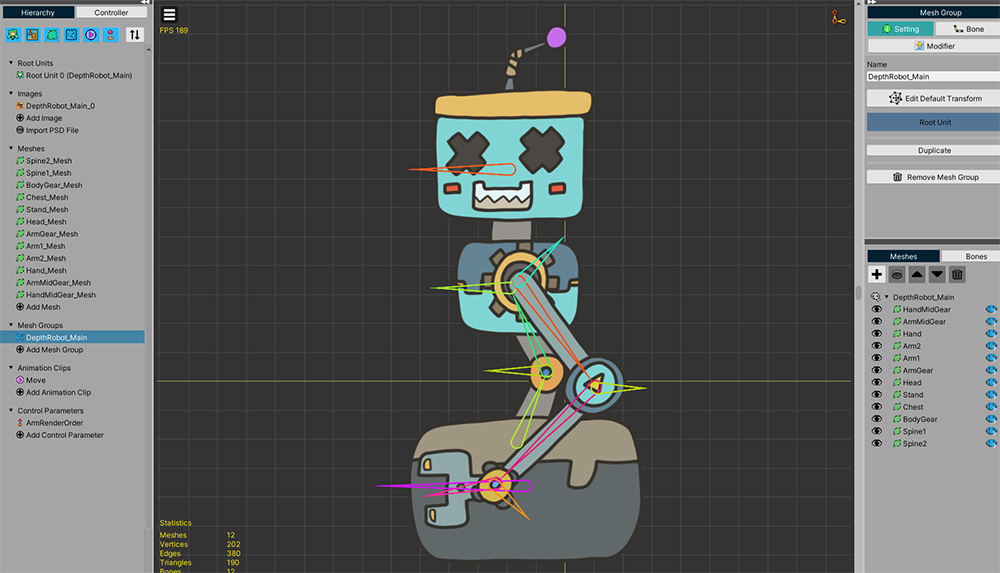 Hierarchy
Controller
Root Units
Root Unit 0 (DepthRobot_Main)
Images
DepthRobot_Main_0
Add Image
Import PSD File
Meshes
Spine2_Mesh
Spine1_Mesh
BodyGear_Mesh
Chest_Mesh
Stand_Mesh
Head_Mesh
ArmGear_Mesh
Arm1_Mesh
Arm2_Mesh
Hand_Mesh
ArmMidGear_Mesh
HandMidGear_Mesh
Add Mesh
Mesh Groups
DepthRobot_Main
Add Mesh Group
Animation Clips
Move
Add Animation Clip
Control Parameters
ArmRenderOrder
Add Control Parameter
FPS 189
Statistics
Meshes 12
Vertices 202
Edges 380
Triangles 190
Bones 12
Mesh Group
Setting
Bone
Modifier
Name
DepthRobot_Main
Edit Default Transform
Root Unit
Duplicate
Remove Mesh Group
Meshes
Bones
DepthRobot_Main
HandMidGear
ArmMidGear
Hand
Arm2
Arm1
ArmGear
Head
Stand
Chest
BodyGear
Spine1
Spine2